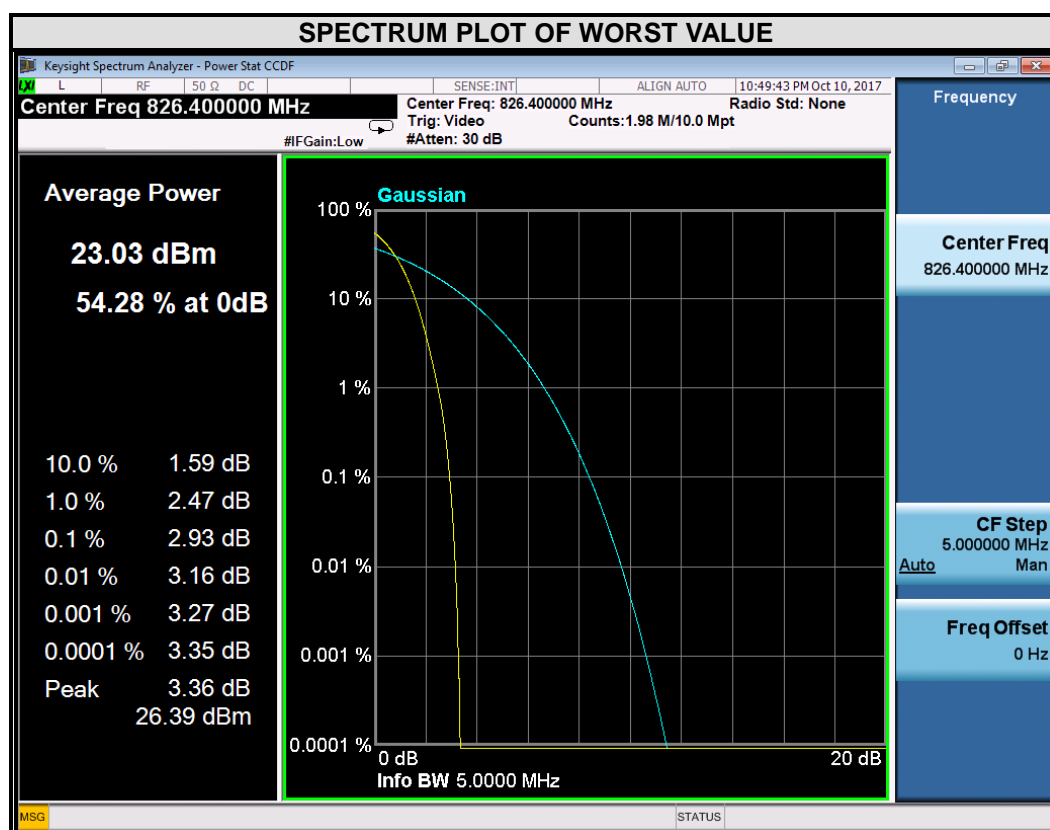 SPECTRUM PLOT OF WORST VALUE
Keysight Spectrum Analyzer - Power Stat CCDF
LXI L RF 50 Ω DC SENSE:INT ALIGN AUTO 10:49:43 PM Oct 10, 2017
Center Freq 826.400000 MHz
Center Freq: 826.400000 MHz Radio Std: None
Trig: Video Counts:1.98 M/10.0 Mpt
#IFGain:Low #Atten: 30 dB
Average Power
23.03 dBm
54.28 % at 0dB
10.0 % 1.59 dB
1.0 % 2.47 dB
0.1 % 2.93 dB
0.01 % 3.16 dB
0.001 % 3.27 dB
0.0001 % 3.35 dB
Peak 3.36 dB
26.39 dBm
Gaussian
100 %
10 %
1 %
0.1 %
0.01 %
0.001 %
0.0001 %
0 dB 20 dB
Info BW 5.0000 MHz
Frequency
Center Freq
826.400000 MHz
CF Step
5.000000 MHz
Auto Man
Freq Offset
0 Hz
MSG STATUS